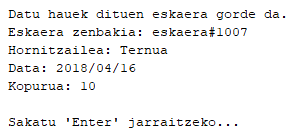 Datu hauek dituen eskaera gorde da.
Eskaera zenbakia: eskaera#1007
Hornitzailea: Ternua
Data: 2018/04/16
Kopurua: 10
Sakatu 'Enter' jarraitzeko...